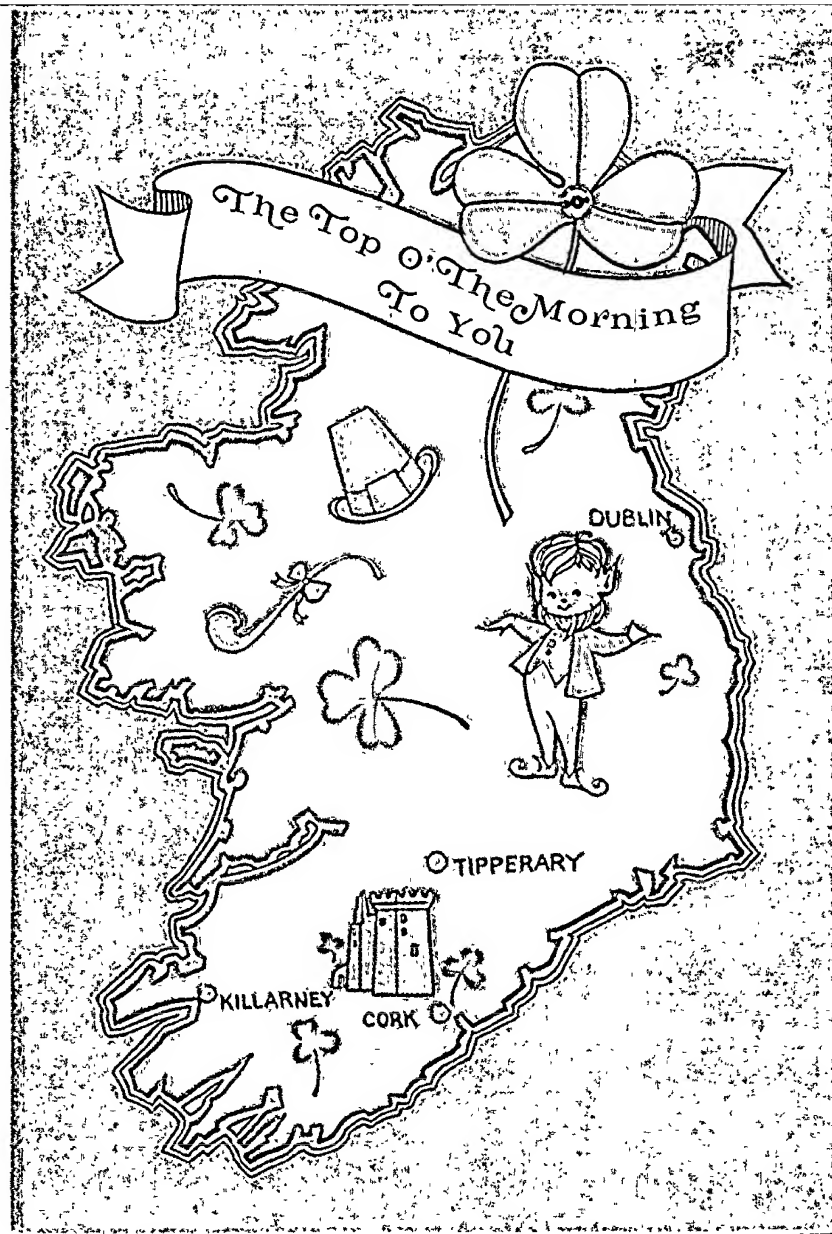 The Top O' The Morning
To You
DUBLIN
TIPPERARY
KILLARNEY
CORK